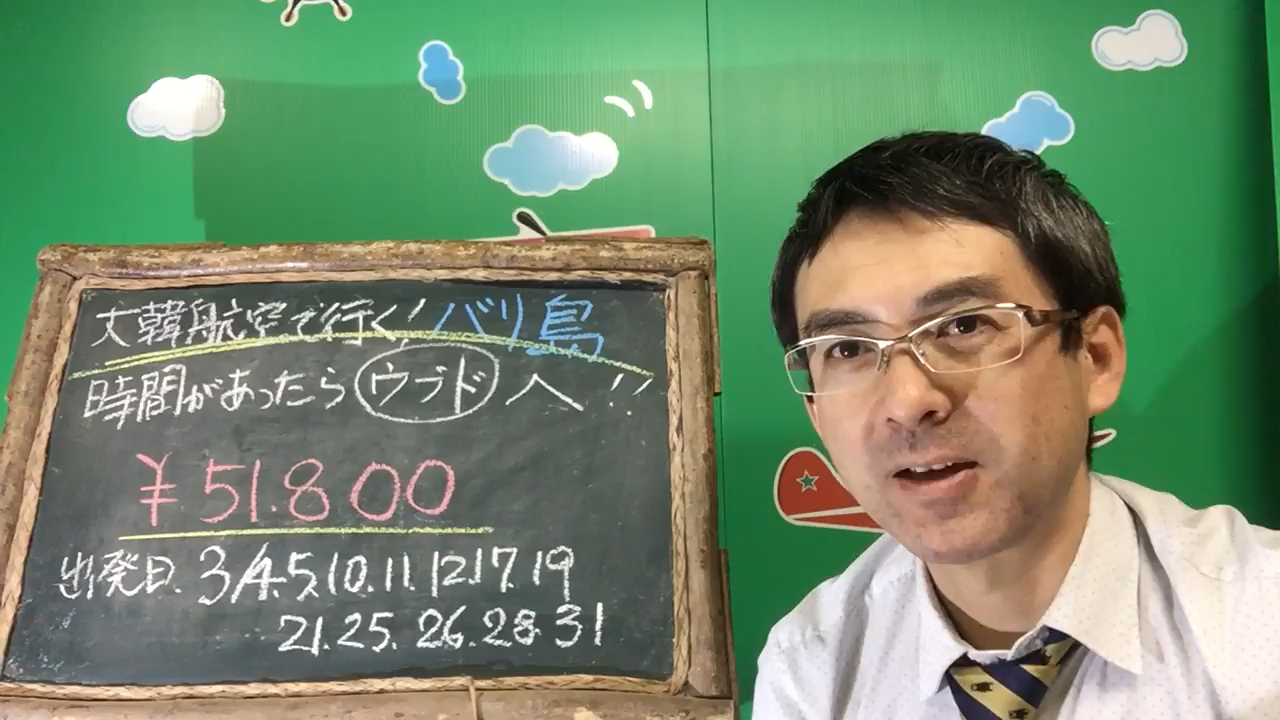 大韓航空で行く!バリ島
時間があったらウブドへ!!
¥51.800
出発日.3/4.5.10.11.12.17.19
21.25.26.28.31